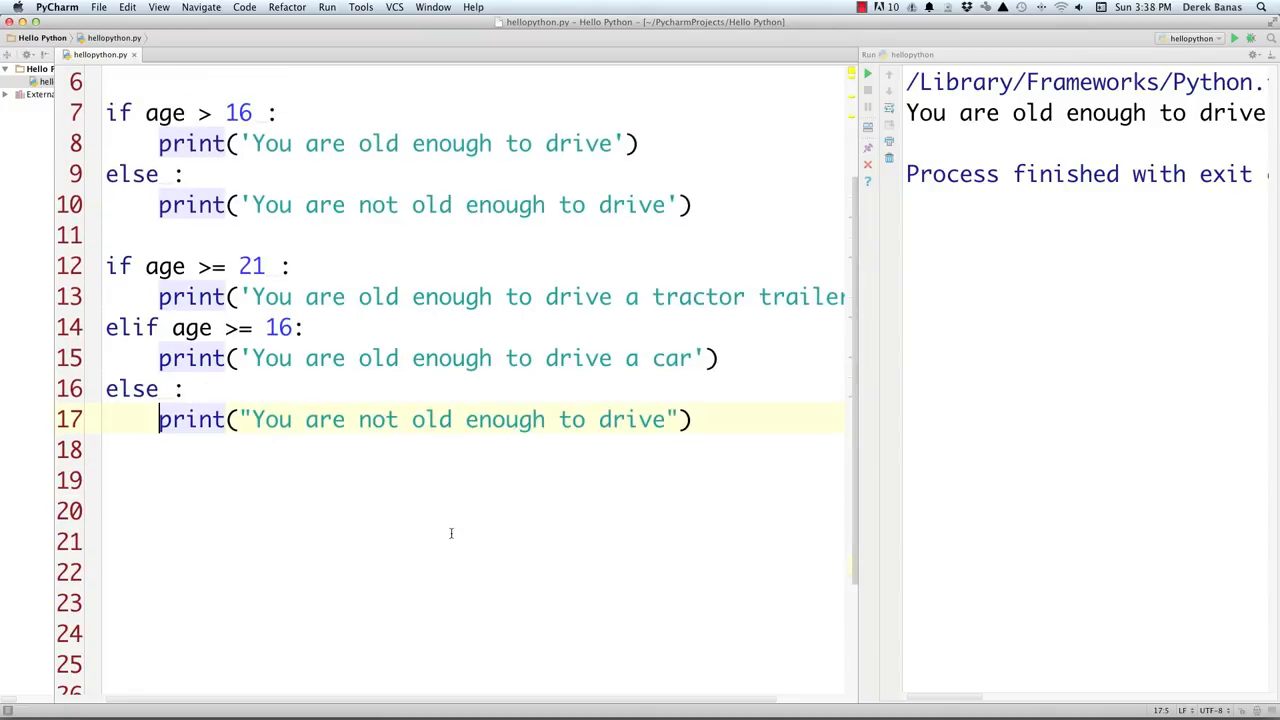 PyCharm File Edit View Navigate Code Refactor Run Tools VCS Window Help 10 Sun 3:38 PM Derek Banas
hellopython.py – Hello Python – [~/PycharmProjects/Hello Python]
Hello Python hellopython.py hellopython
hellopython.py Run hellopython
Hello P
hell
Extern
6
7 if age > 16 :
8 print('You are old enough to drive')
9 else :
10 print('You are not old enough to drive')
11
12 if age >= 21 :
13 print('You are old enough to drive a tractor trailer
14 elif age >= 16:
15 print('You are old enough to drive a car')
16 else :
17 print("You are not old enough to drive")
18
19
20
21
22
23
24
25
26
/Library/Frameworks/Python.
You are old enough to drive
Process finished with exit
17:5 LF UTF-8